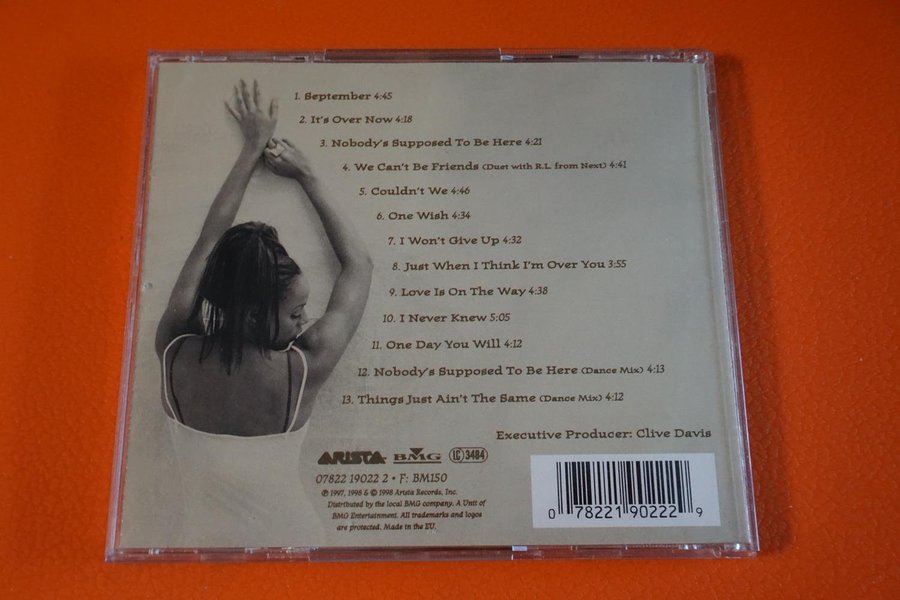 1. September 4:45
2. It's Over Now 4:18
3. Nobody's Supposed To Be Here 4:21
4. We Can't Be Friends (Duet with R.L. from Next) 4:41
5. Couldn't We 4:46
6. One Wish 4:34
7. I Won't Give Up 4:32
8. Just When I Think I'm Over You 3:55
9. Love Is On The Way 4:38
10. I Never Knew 5:05
11. One Day You Will 4:12
12. Nobody's Supposed To Be Here (Dance Mix) 4:13
13. Things Just Ain't The Same (Dance Mix) 4:12
Executive Producer: Clive Davis
ARISTA BMG LC 3484
07822 19022 2 • F: BM150
℗ 1997, 1998 & © 1998 Arista Records, Inc.
Distributed by the local BMG company. A Unit of
BMG Entertainment. All trademarks and logos
are protected. Made in the EU.
0 78221 90222 9